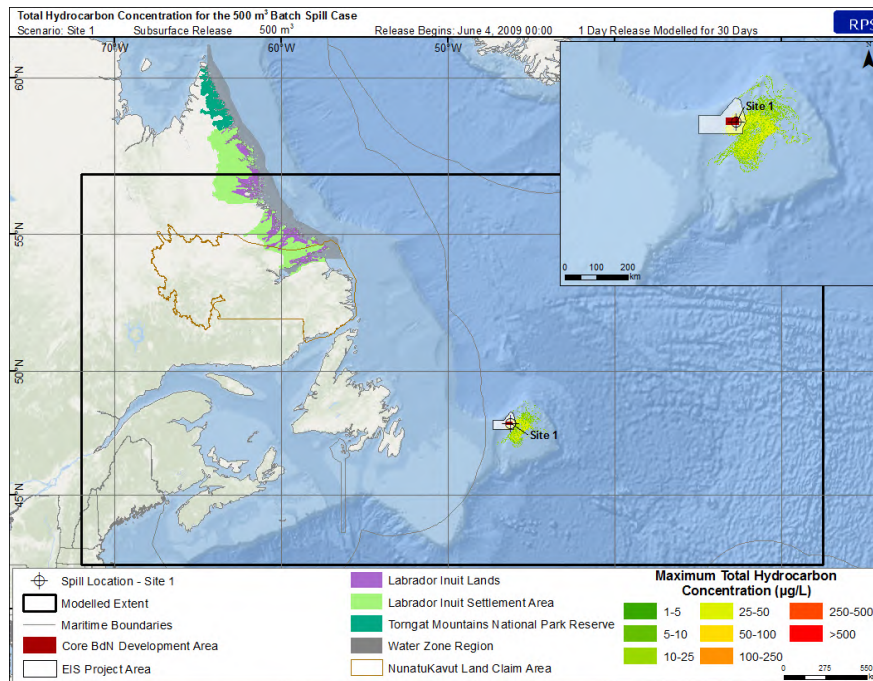 Total Hydrocarbon Concentration for the 500 m³ Batch Spill Case
Scenario: Site 1 Subsurface Release 500 m³ Release Begins: June 4, 2009 00:00 1 Day Release Modelled for 30 Days
RPS
70°W 60°W 50°W
60°N
55°N
50°N
45°N
Site 1
0 100 200
km
Site 1
Spill Location - Site 1
Modelled Extent
Maritime Boundaries
Core BdN Development Area
EIS Project Area
Labrador Inuit Lands
Labrador Inuit Settlement Area
Torngat Mountains National Park Reserve
Water Zone Region
NunatuKavut Land Claim Area
Maximum Total Hydrocarbon
Concentration (µg/L)
1-5 25-50 250-500
5-10 50-100 >500
10-25 100-250
0 275 550